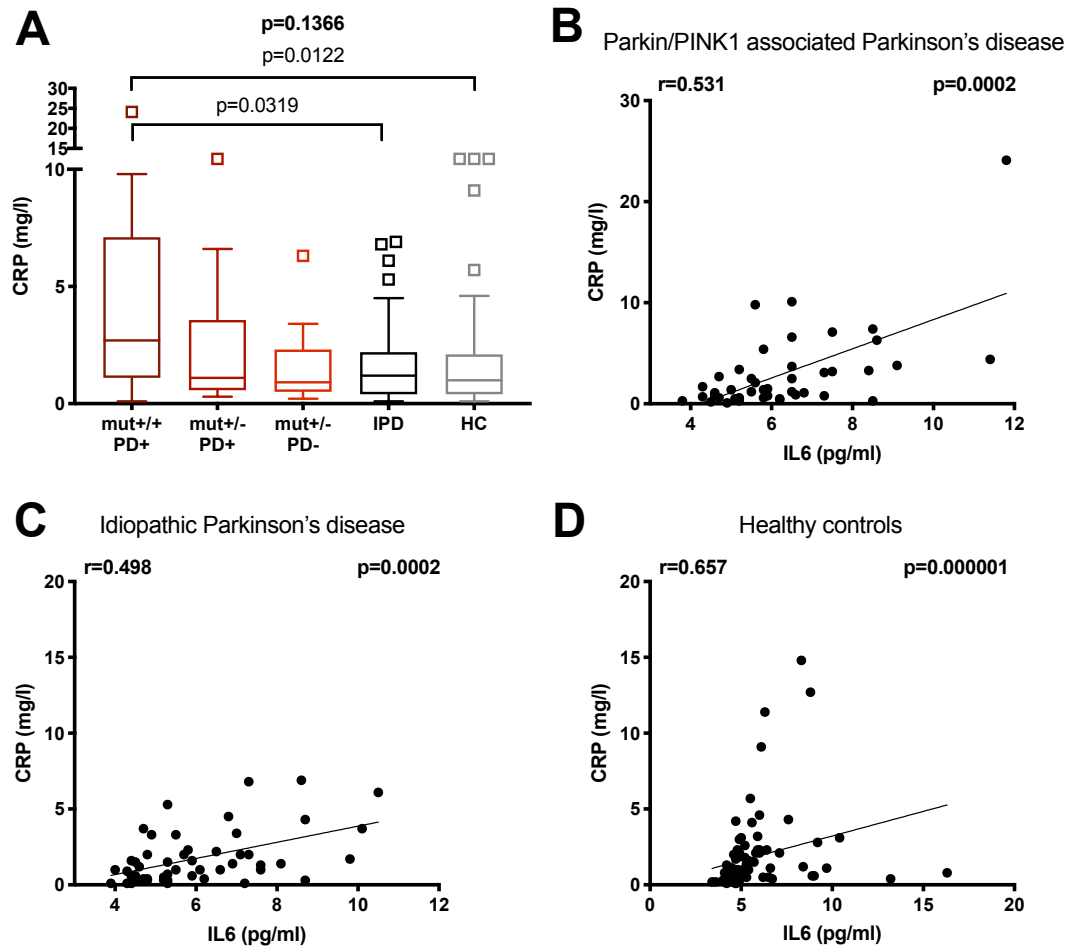 A
p=0.1366
p=0.0122
p=0.0319
30
25
20
15
10
5
0
CRP (mg/l)
mut+/+ PD+
mut+/- PD+
mut+/- PD-
IPD
HC
B
Parkin/PINK1 associated Parkinson's disease
r=0.531
p=0.0002
30
20
10
0
CRP (mg/l)
4 6 8 10 12
IL6 (pg/ml)
C
Idiopathic Parkinson's disease
r=0.498
p=0.0002
20
15
10
5
0
CRP (mg/l)
4 6 8 10 12
IL6 (pg/ml)
D
Healthy controls
r=0.657
p=0.000001
20
15
10
5
0
CRP (mg/l)
0 5 10 15 20
IL6 (pg/ml)